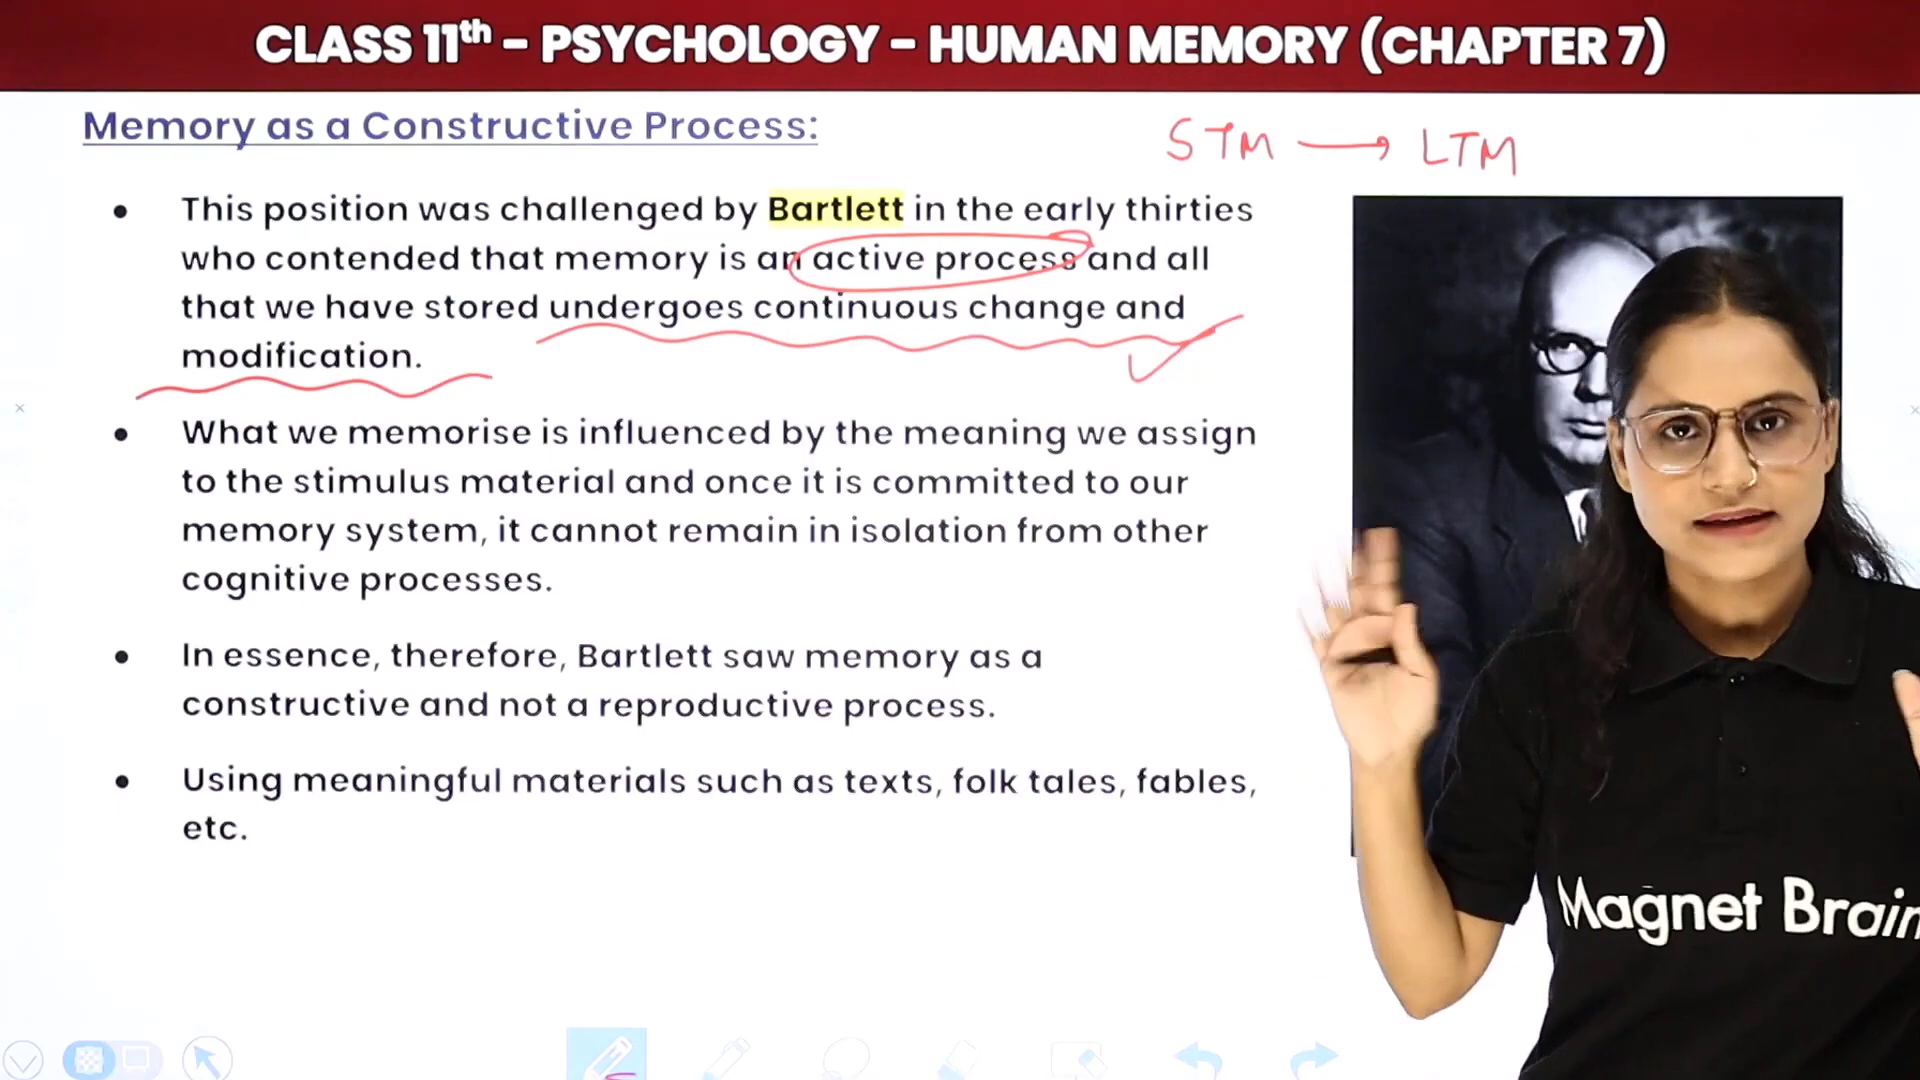 CLASS 11th – PSYCHOLOGY – HUMAN MEMORY (CHAPTER 7)
Memory as a Constructive Process:
STM → LTM
• This position was challenged by Bartlett in the early thirties
who contended that memory is an active process and all
that we have stored undergoes continuous change and
modification.
• What we memorise is influenced by the meaning we assign
to the stimulus material and once it is committed to our
memory system, it cannot remain in isolation from other
cognitive processes.
• In essence, therefore, Bartlett saw memory as a
constructive and not a reproductive process.
• Using meaningful materials such as texts, folk tales, fables,
etc.
Magnet Brain